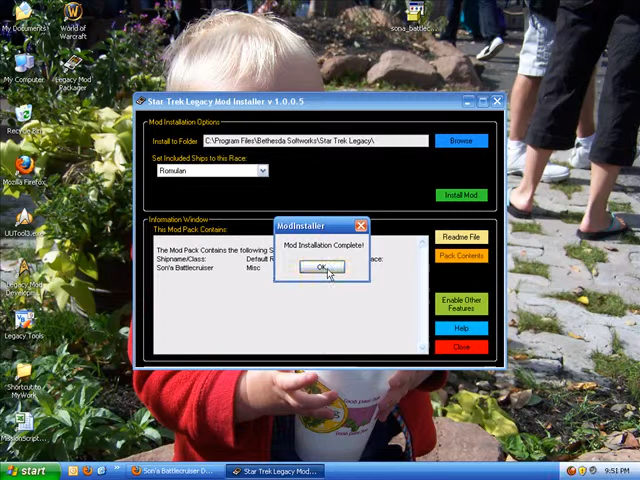 My Documents
World of
Warcraft
sona_battlec...
My Computer
Legacy Mod
Packager
Recycle Bin
Mozilla Firefox
UUTool3.exe
Legacy Mod
Legacy Tools
Shortcut to
MyWork
MissionScript...
Star Trek Legacy Mod Installer v 1.0.0.5
Mod Installation Options
Install to Folder C:\Program Files\Bethesda Softworks\Star Trek Legacy\ Browse
Set Included Ships to this Race:
Romulan
Install Mod
Information Window
This Mod Pack Contains:
The Mod Pack Contains the following S
Shipname/Class: Default R ace:
Son'a Battlecruiser Misc
ModInstaller
Mod Installation Complete!
OK
Readme File
Pack Contents
Enable Other
Features
Help
Close
start
Son'a Battlecruiser D...
Star Trek Legacy Mod...
9:51 PM